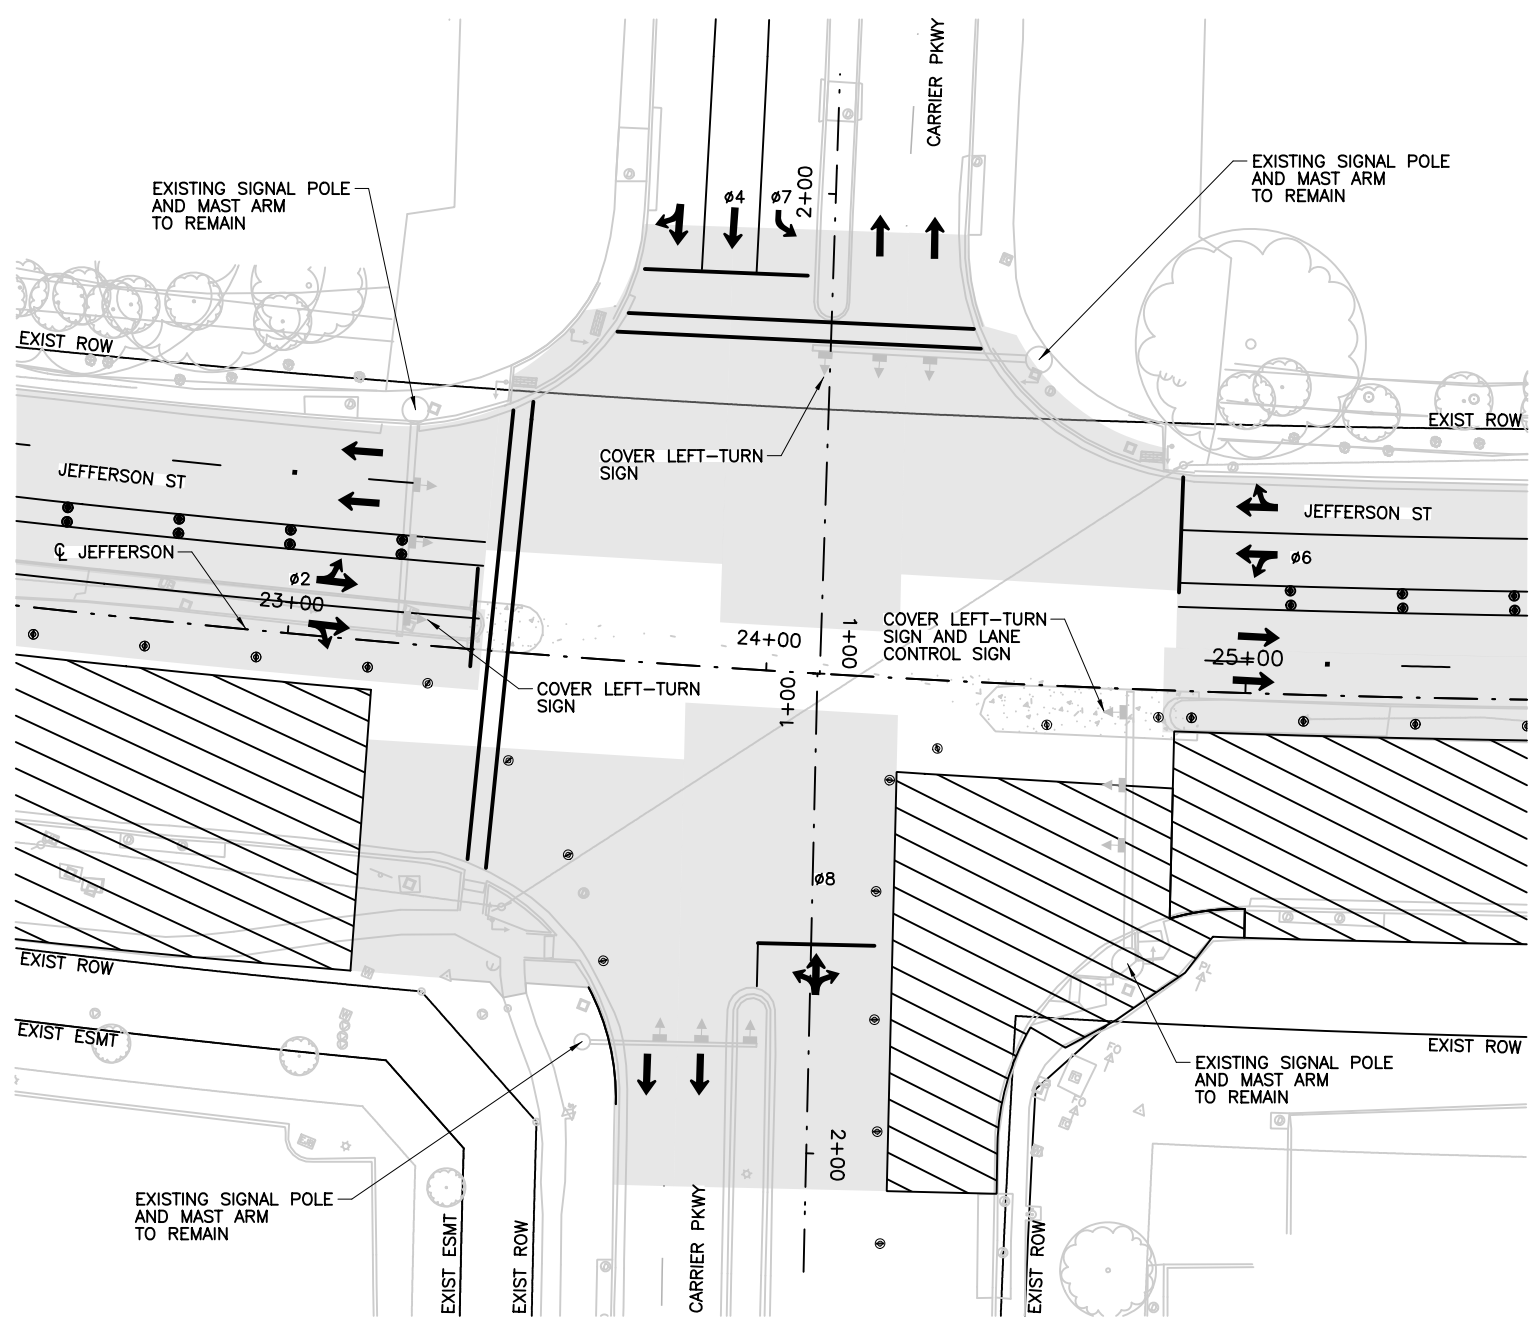 CARRIER PKWY
EXISTING SIGNAL POLE
AND MAST ARM
TO REMAIN
EXISTING SIGNAL POLE
AND MAST ARM
TO REMAIN
ø4
ø7
2+00
EXIST ROW
EXIST ROW
COVER LEFT-TURN
SIGN
JEFFERSON ST
JEFFERSON ST
℄ JEFFERSON
ø2
ø6
23+00
24+00
1+00
COVER LEFT-TURN
SIGN AND LANE
CONTROL SIGN
25+00
COVER LEFT-TURN
SIGN
1+00
ø8
EXIST ROW
EXIST ESMT
PL
FO
FO
EXIST ROW
EXISTING SIGNAL POLE
AND MAST ARM
TO REMAIN
2+00
EXISTING SIGNAL POLE
AND MAST ARM
TO REMAIN
EXIST ESMT
EXIST ROW
CARRIER PKWY
EXIST ROW